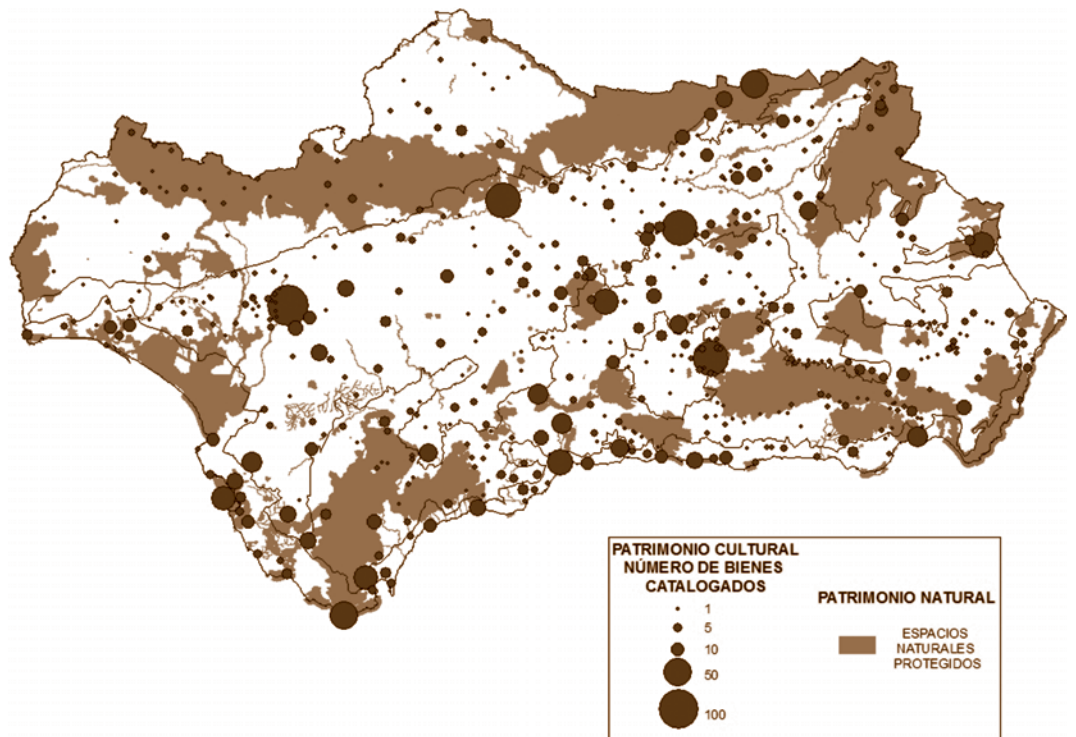 PATRIMONIO CULTURAL
NÚMERO DE BIENES
CATALOGADOS
1
5
10
50
100
PATRIMONIO NATURAL
ESPACIOS
NATURALES
PROTEGIDOS